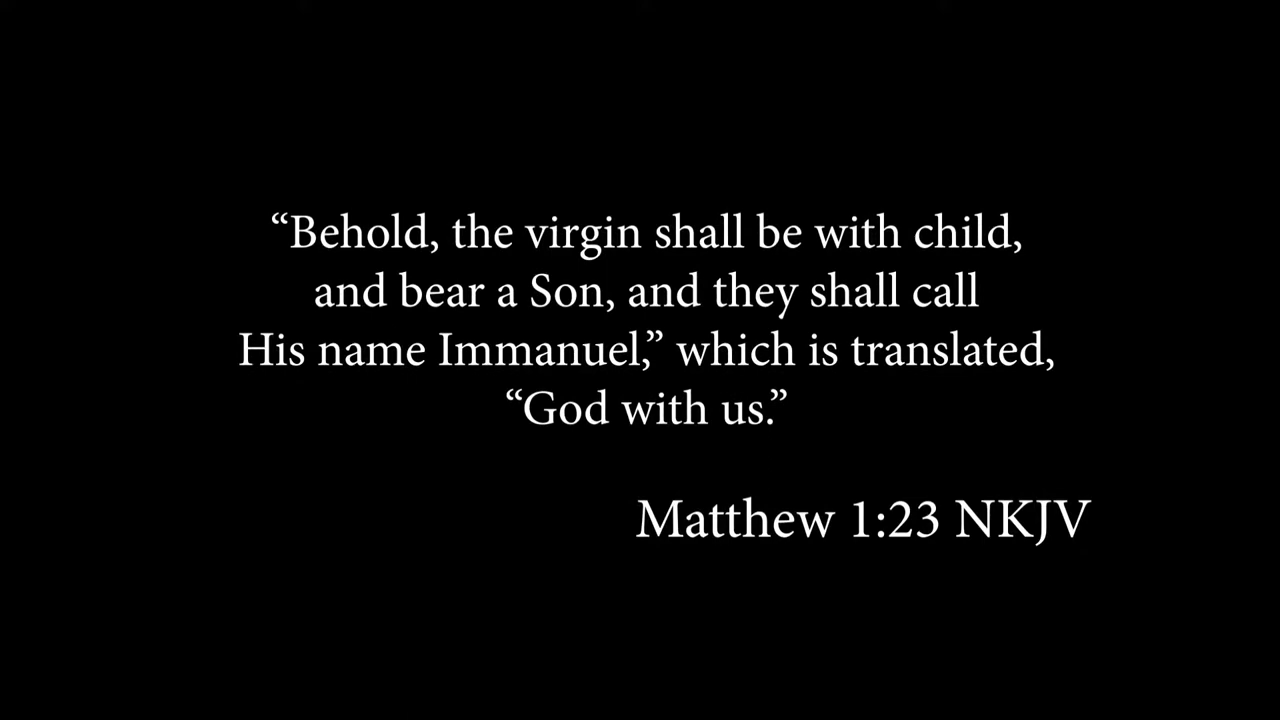 “Behold, the virgin shall be with child,
and bear a Son, and they shall call
His name Immanuel,” which is translated,
“God with us.”
Matthew 1:23 NKJV